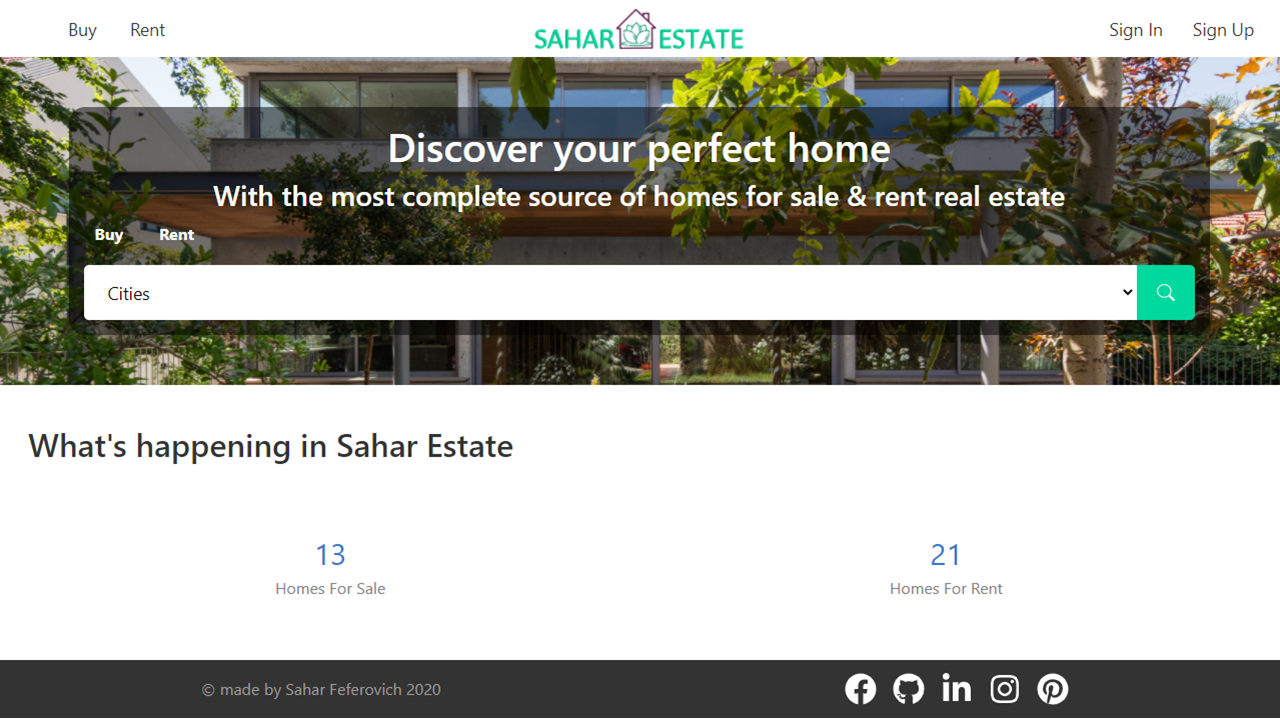 Buy Rent SAHAR ESTATE Sign In Sign Up
Discover your perfect home
With the most complete source of homes for sale & rent real estate
Buy Rent
Cities
What's happening in Sahar Estate
13 21
Homes For Sale Homes For Rent
© made by Sahar Feferovich 2020